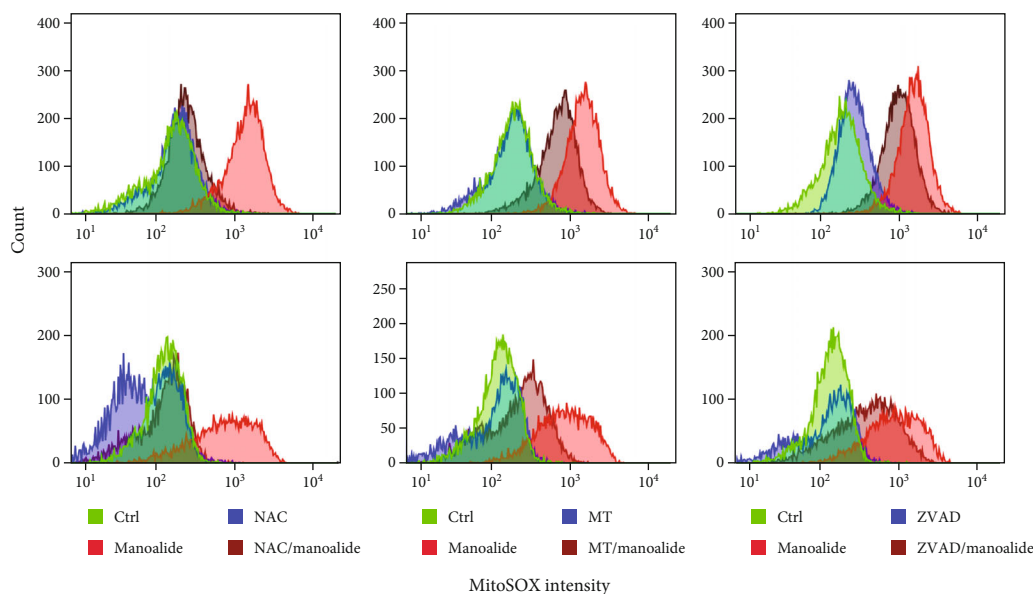 Count
400
300
200
100
0
10¹ 10² 10³ 10⁴
400
300
200
100
0
10¹ 10² 10³ 10⁴
400
300
200
100
0
10¹ 10² 10³ 10⁴
300
200
100
0
10¹ 10² 10³ 10⁴
250
200
150
100
50
0
10¹ 10² 10³ 10⁴
300
200
100
0
10¹ 10² 10³ 10⁴
Ctrl NAC
Manoalide NAC/manoalide
Ctrl MT
Manoalide MT/manoalide
Ctrl ZVAD
Manoalide ZVAD/manoalide
MitoSOX intensity